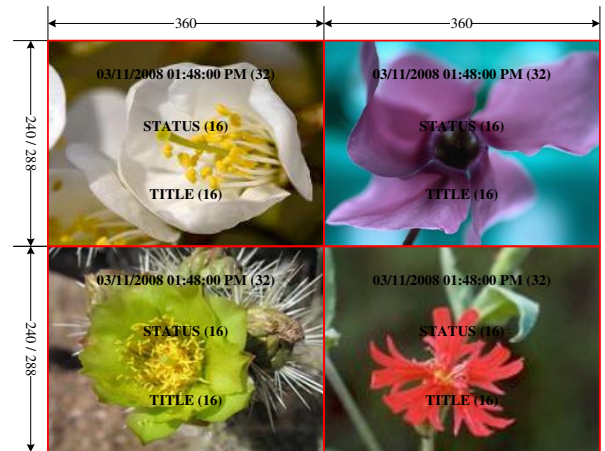 360 360
240 / 288
03/11/2008 01:48:00 PM (32) 03/11/2008 01:48:00 PM (32)
STATUS (16) STATUS (16)
TITLE (16) TITLE (16)
240 / 288
03/11/2008 01:48:00 PM (32) 03/11/2008 01:48:00 PM (32)
STATUS (16) STATUS (16)
TITLE (16) TITLE (16)